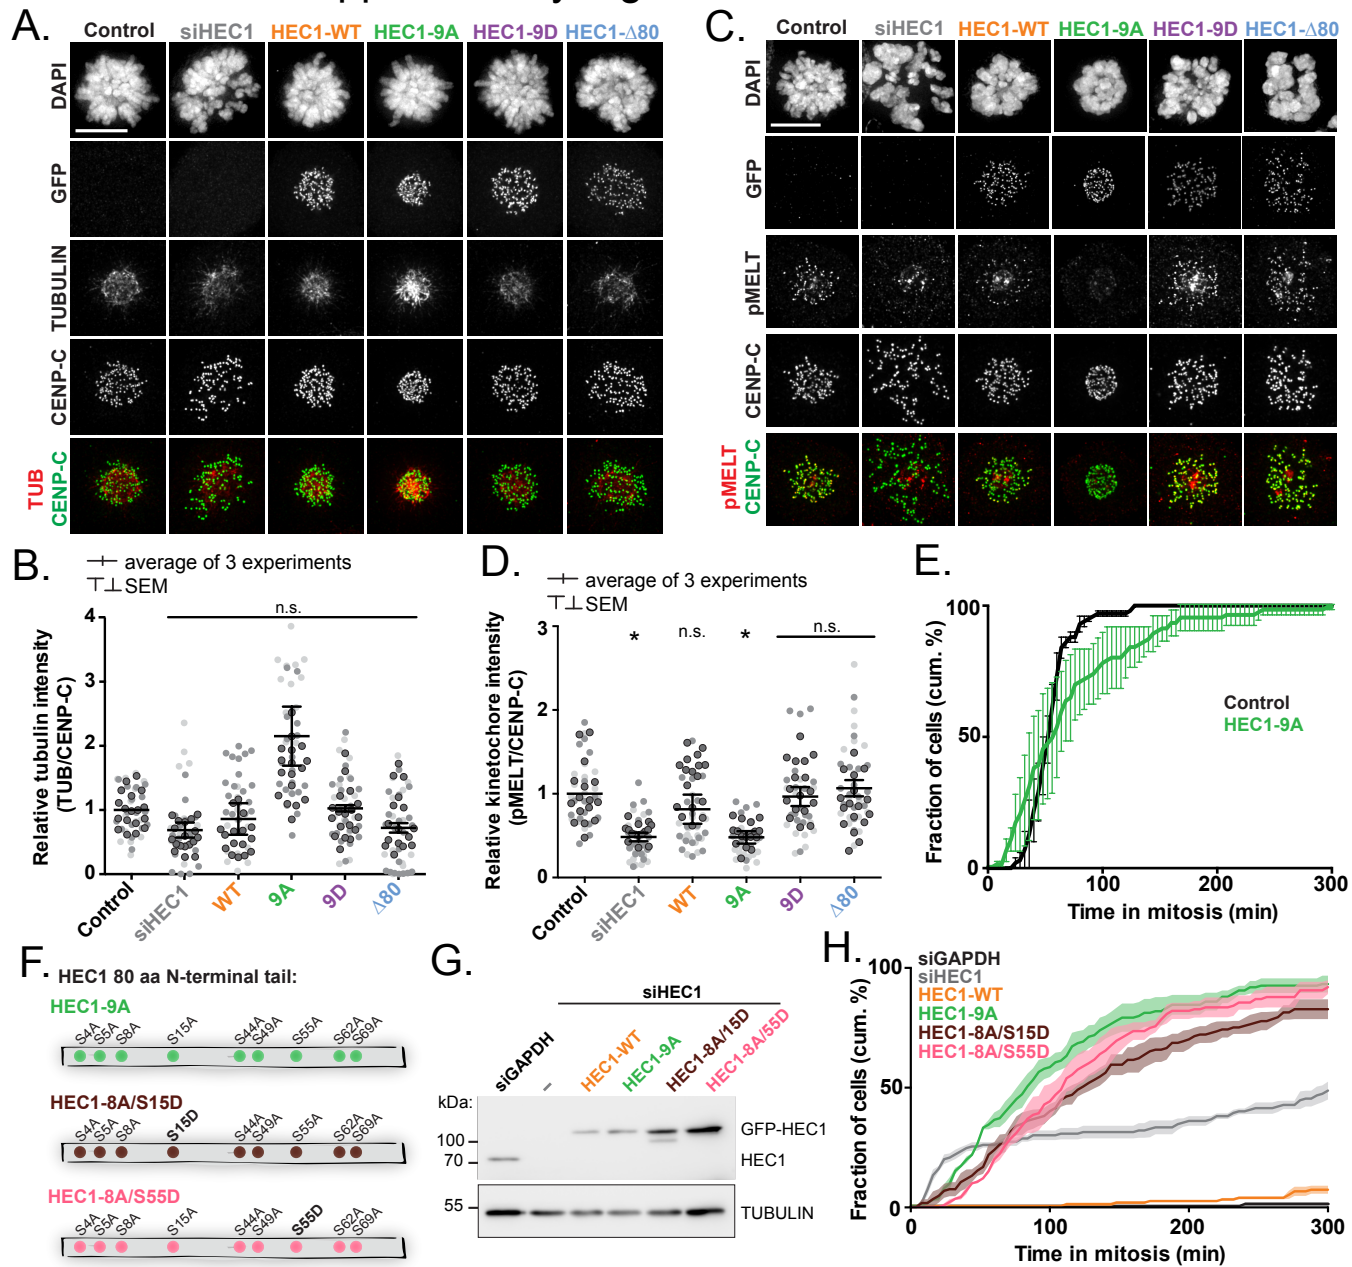 A.
Control siHEC1 HEC1-WT HEC1-9A HEC1-9D HEC1-Δ80
DAPI
GFP
TUBULIN
CENP-C
TUB
CENP-C
C.
Control siHEC1 HEC1-WT HEC1-9A HEC1-9D HEC1-Δ80
DAPI
GFP
pMELT
CENP-C
pMELT
CENP-C
B.
average of 3 experiments
SEM
n.s.
Relative tubulin intensity
(TUB/CENP-C)
4
3
2
1
0
Control siHEC1 WT 9A 9D Δ80
D.
average of 3 experiments
SEM
* n.s. * n.s.
Relative kinetochore intensity
(pMELT/CENP-C)
3
2
1
0
Control siHEC1 WT 9A 9D Δ80
E.
Fraction of cells (cum. %)
100
50
0
Control
HEC1-9A
0 100 200 300
Time in mitosis (min)
F.
HEC1 80 aa N-terminal tail:
HEC1-9A
S4A S5A S8A S15A S44A S49A S55A S62A S69A
HEC1-8A/S15D
S4A S5A S8A S15D S44A S49A S55A S62A S69A
HEC1-8A/S55D
S4A S5A S8A S15A S44A S49A S55D S62A S69A
G.
siHEC1
siGAPDH – HEC1-WT HEC1-9A HEC1-8A/15D HEC1-8A/55D
kDa:
100
70
GFP-HEC1
HEC1
55
TUBULIN
H.
siGAPDH
siHEC1
HEC1-WT
HEC1-9A
HEC1-8A/S15D
HEC1-8A/S55D
Fraction of cells (cum. %)
100
50
0
0 100 200 300
Time in mitosis (min)